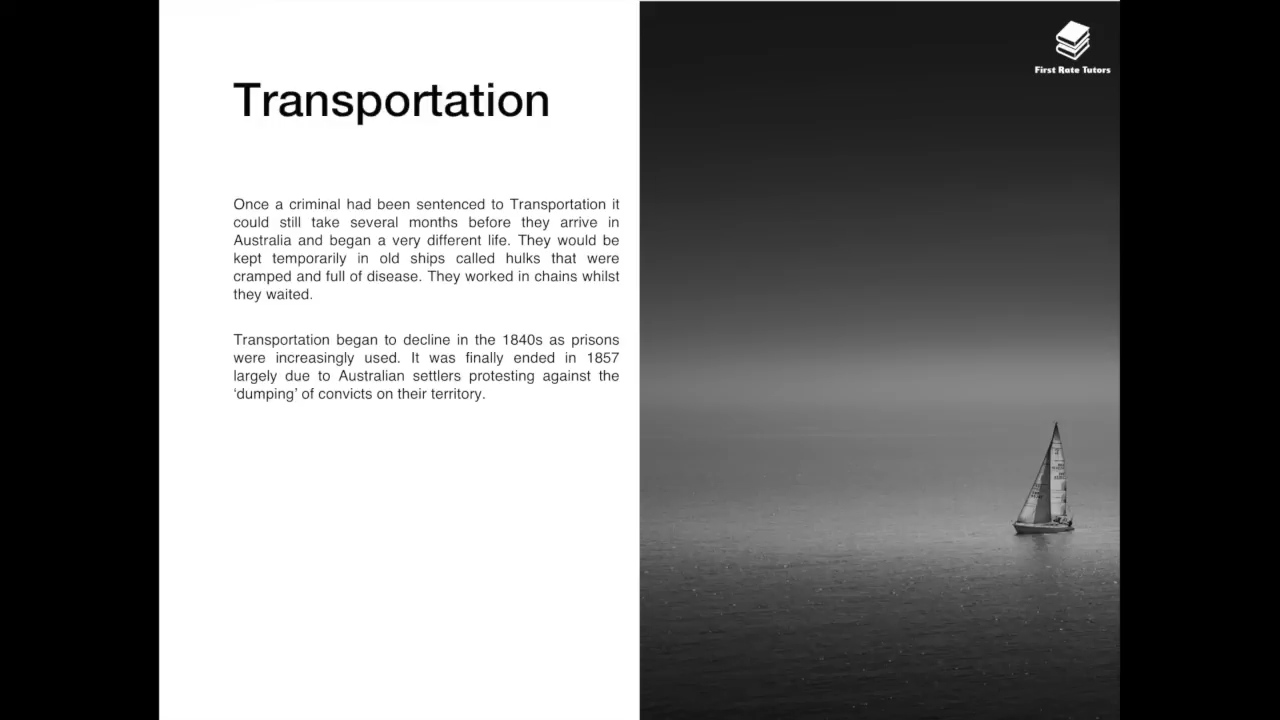 First Rate Tutors
Transportation
Once a criminal had been sentenced to Transportation it
could still take several months before they arrive in
Australia and began a very different life. They would be
kept temporarily in old ships called hulks that were
cramped and full of disease. They worked in chains whilst
they waited.
Transportation began to decline in the 1840s as prisons
were increasingly used. It was finally ended in 1857
largely due to Australian settlers protesting against the
‘dumping’ of convicts on their territory.